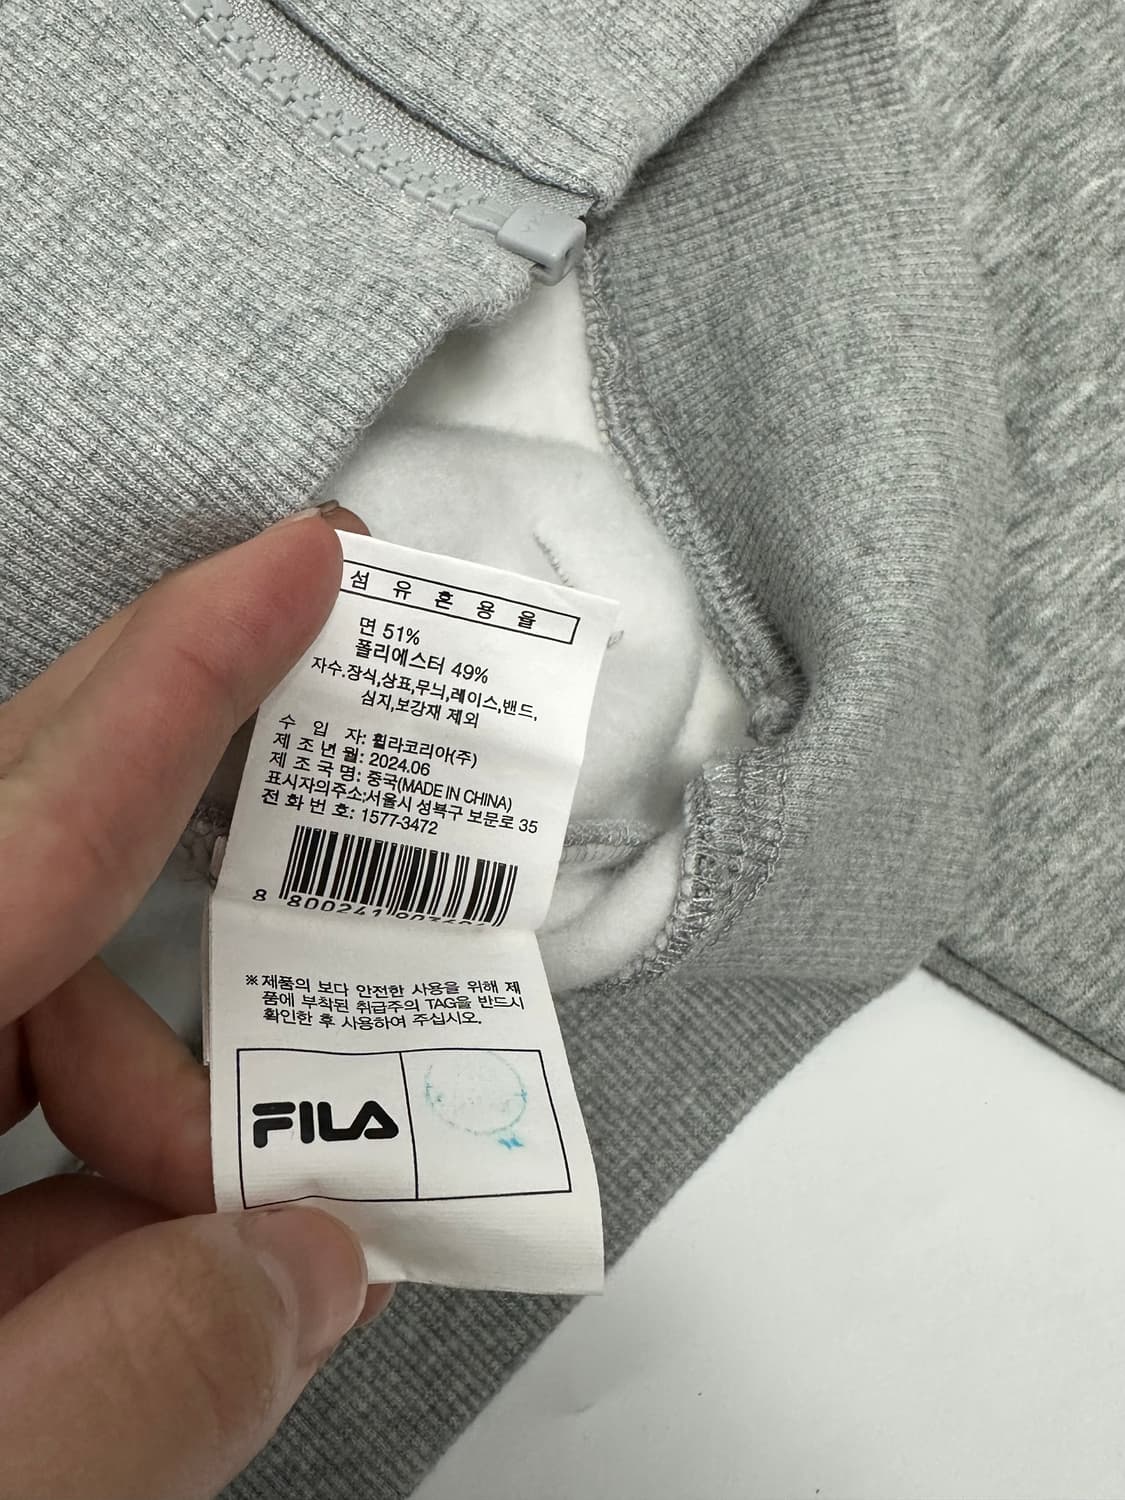 섬 유 혼 용 율
면 51%
폴리에스터 49%
자수.장식,상표,무늬,레이스,밴드,
심지,보강재 제외
수 입 자: 휠라코리아(주)
제 조 년 월: 2024.06
제 조 국 명: 중국(MADE IN CHINA)
표시자의주소;서울시 성북구 보문로 35
전 화 번 호: 1577-3472
8 800241
※제품의 보다 안전한 사용을 위해 제
품에 부착된 취급주의 TAG을 반드시
확인한 후 사용하여 주십시오.
FILA